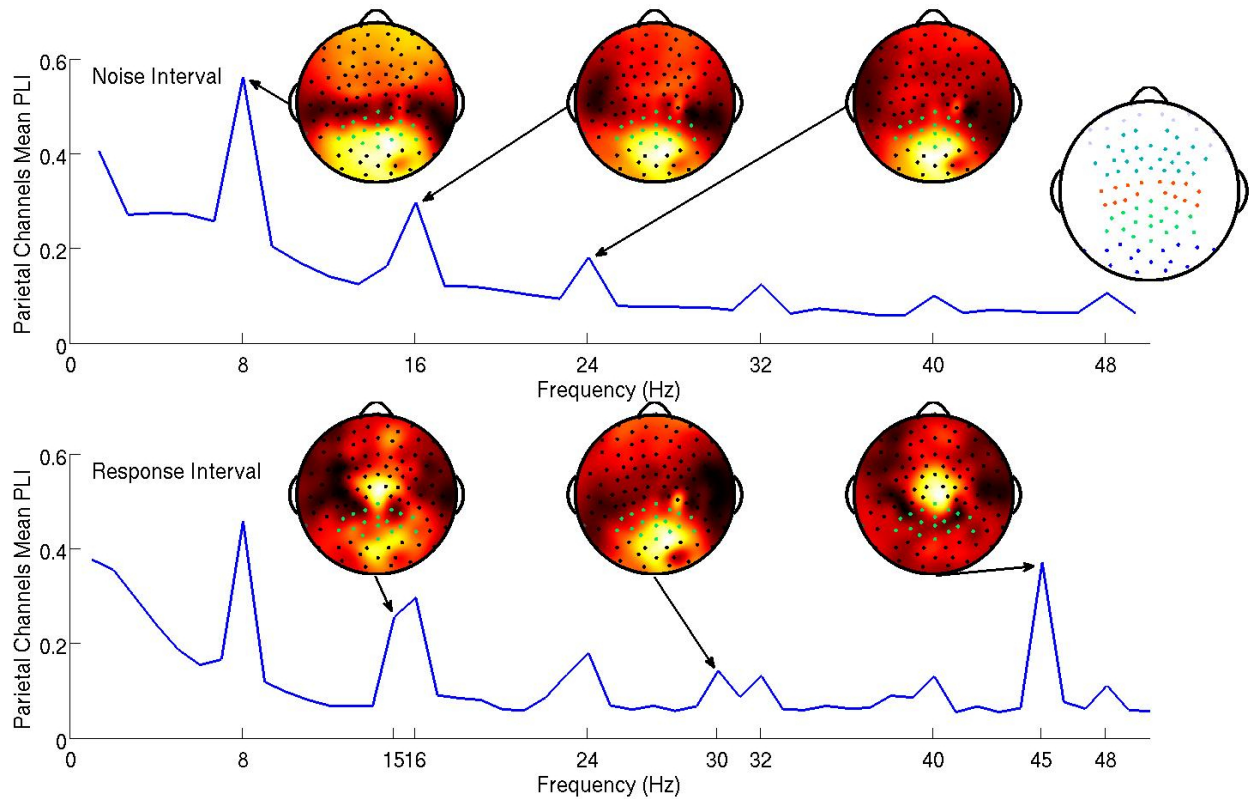 Noise Interval
Parietal Channels Mean PLI
0.6
0.4
0.2
0
0 8 16 24 32 40 48
Frequency (Hz)
Response Interval
Parietal Channels Mean PLI
0.6
0.4
0.2
0
0 8 1516 24 30 32 40 45 48
Frequency (Hz)